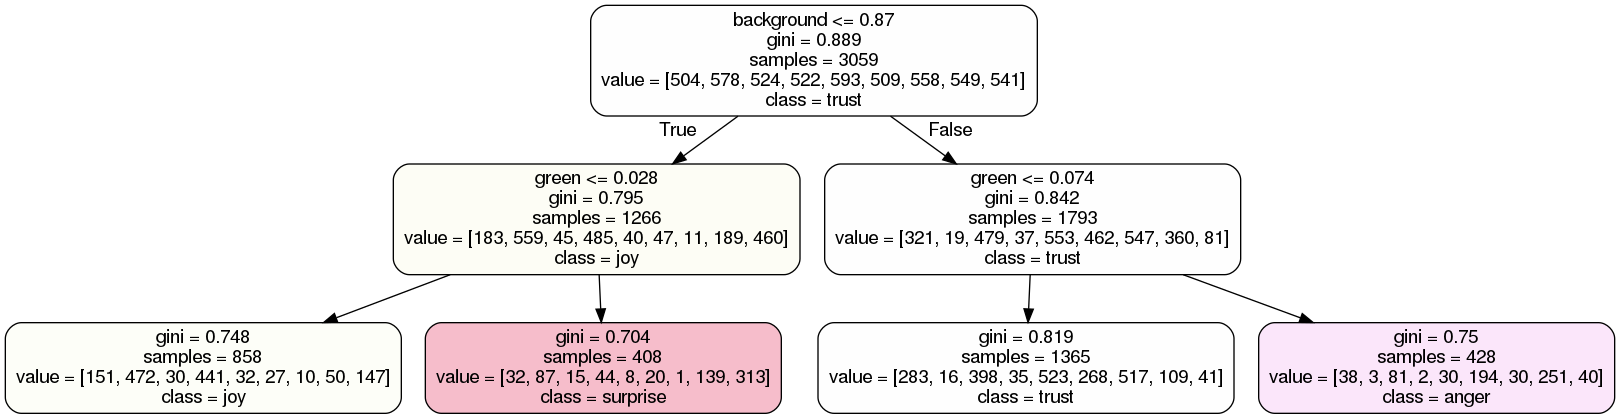 background <= 0.87
gini = 0.889
samples = 3059
value = [504, 578, 524, 522, 593, 509, 558, 549, 541]
class = trust
True
False
green <= 0.028
gini = 0.795
samples = 1266
value = [183, 559, 45, 485, 40, 47, 11, 189, 460]
class = joy
green <= 0.074
gini = 0.842
samples = 1793
value = [321, 19, 479, 37, 553, 462, 547, 360, 81]
class = trust
gini = 0.748
samples = 858
value = [151, 472, 30, 441, 32, 27, 10, 50, 147]
class = joy
gini = 0.704
samples = 408
value = [32, 87, 15, 44, 8, 20, 1, 139, 313]
class = surprise
gini = 0.819
samples = 1365
value = [283, 16, 398, 35, 523, 268, 517, 109, 41]
class = trust
gini = 0.75
samples = 428
value = [38, 3, 81, 2, 30, 194, 30, 251, 40]
class = anger